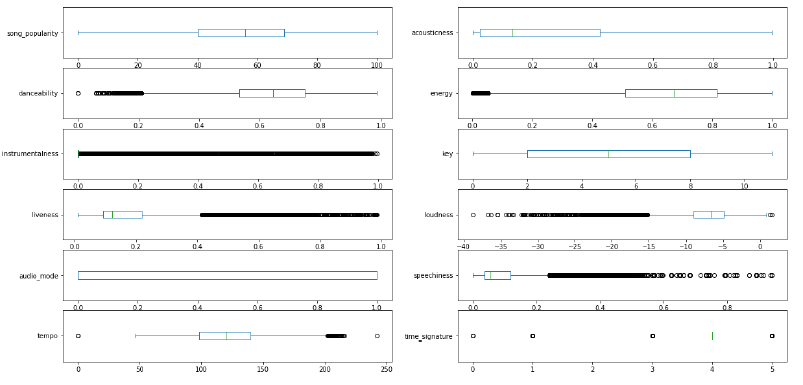 song_popularity
0 20 40 60 80 100
acousticness
0.0 0.2 0.4 0.6 0.8 1.0
danceability
0.0 0.2 0.4 0.6 0.8 1.0
energy
0.0 0.2 0.4 0.6 0.8 1.0
instrumentalness
0.0 0.2 0.4 0.6 0.8 1.0
key
0 2 4 6 8 10
liveness
0.0 0.2 0.4 0.6 0.8 1.0
loudness
−40 −35 −30 −25 −20 −15 −10 −5 0
audio_mode
0.0 0.2 0.4 0.6 0.8 1.0
speechiness
0.0 0.2 0.4 0.6 0.8
tempo
0 50 100 150 200 250
time_signature
0 1 2 3 4 5